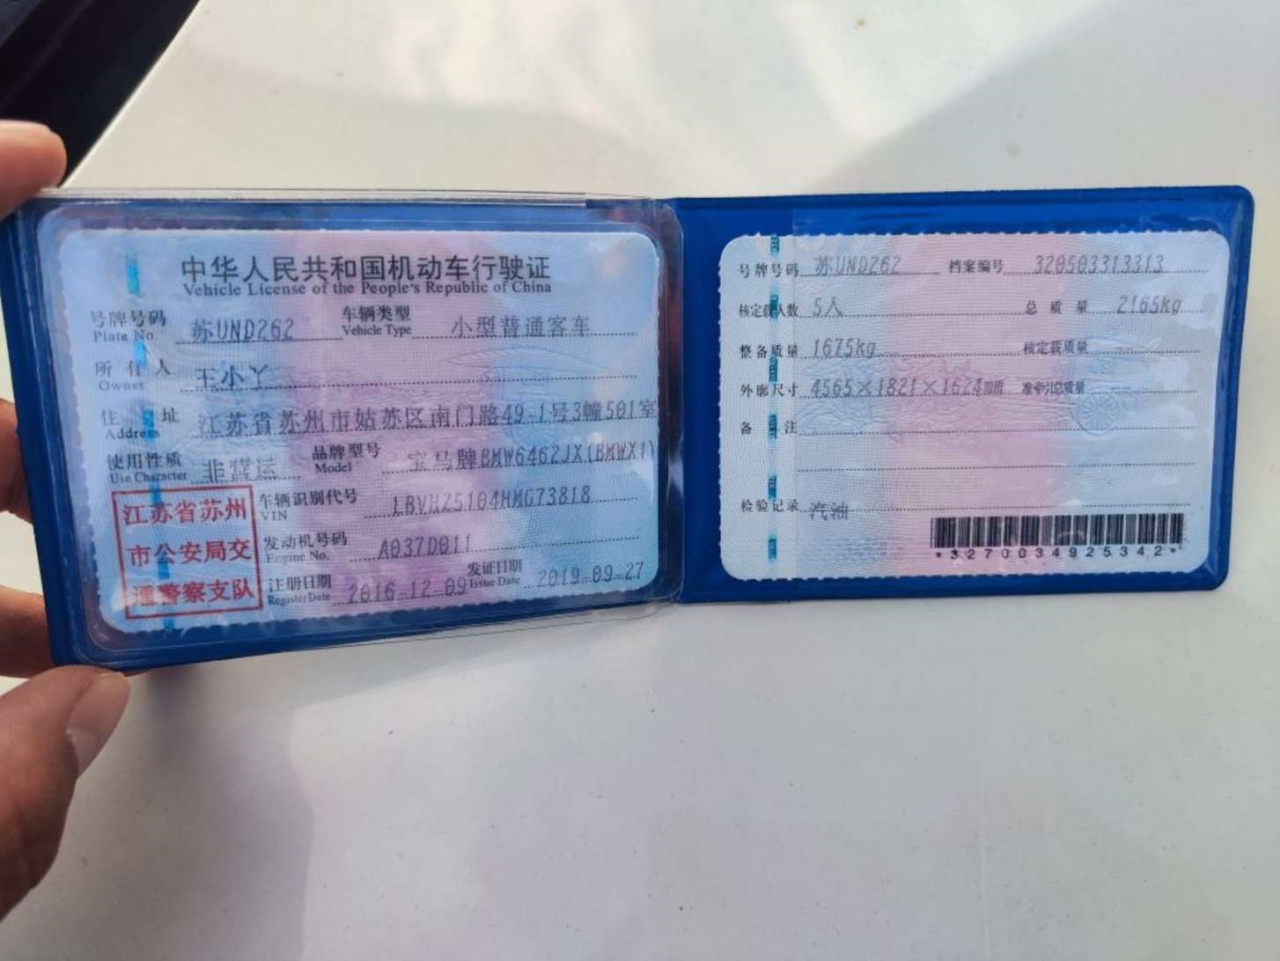 中华人民共和国机动车行驶证
Vehicle License of the People's Republic of China
号牌号码 苏UND262 车辆类型 小型普通客车
Plate No. Vehicle Type
所有人 王小丫
Owner
住址 江苏省苏州市姑苏区南门路49-1号3幢501室
Address
使用性质 非营运 品牌型号 宝马牌BMW6462JX(BMWX1)
Use Character Model
江苏省苏州
市公安局交
通警察支队
车辆识别代号 LBVHZ5104HMG73818
VIN
发动机号码 A037D011
Engine No.
注册日期 2016-12-09 发证日期 2019-09-27
Register Date Issue Date
号牌号码 苏UND262 档案编号 320503313313
核定载人数 5人 总质量 2165kg
整备质量 1675kg 核定载质量 --
外廓尺寸 4565×1821×1624mm 准牵引总质量 --
备注
检验记录 汽油
*3270034925342*